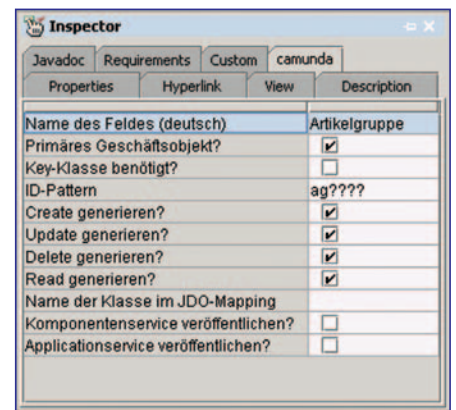 Inspector
Javadoc Requirements Custom camunda
Properties Hyperlink View Description
Name des Feldes (deutsch) Artikelgruppe
Primäres Geschäftsobjekt?
Key-Klasse benötigt?
ID-Pattern ag????
Create generieren?
Update generieren?
Delete generieren?
Read generieren?
Name der Klasse im JDO-Mapping
Komponentenservice veröffentlichen?
Applicationservice veröffentlichen?